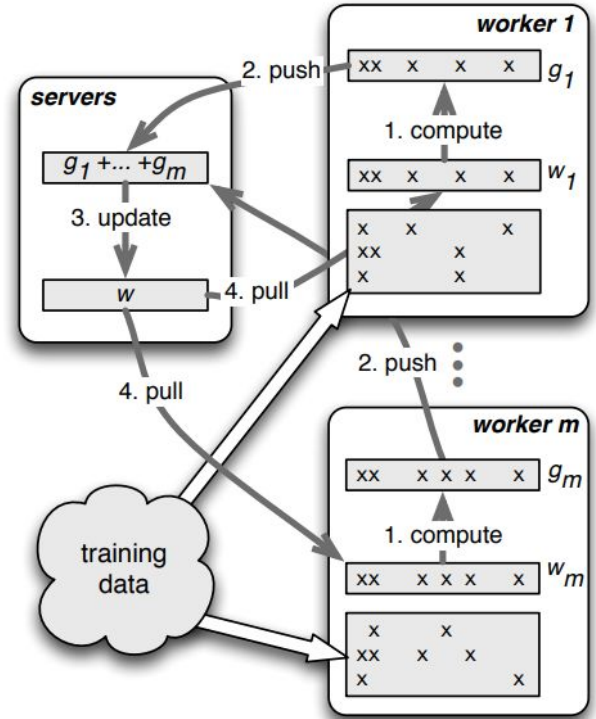 worker 1
xx x x x
g1
2. push
servers
1. compute
g1 +... +gm
xx x x x
w1
3. update
x x x
xx x
x x
w
4. pull
2. push
4. pull
worker m
xx x x x x
gm
1. compute
training
data
xx x x x x
wm
x x
xx x x
x x